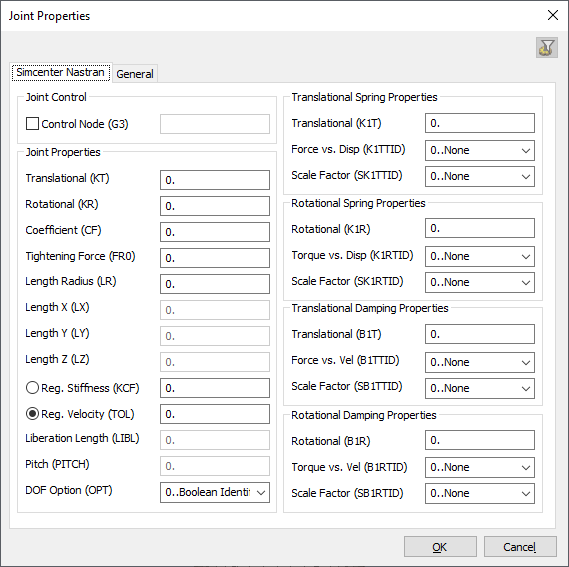 Joint Properties
Simcenter Nastran
General
Joint Control
Control Node (G3)
Joint Properties
Translational (KT)
0.
Rotational (KR)
0.
Coefficient (CF)
0.
Tightening Force (FR0)
0.
Length Radius (LR)
0.
Length X (LX)
0.
Length Y (LY)
0.
Length Z (LZ)
0.
Reg. Stiffness (KCF)
0.
Reg. Velocity (TOL)
0.
Liberation Length (LIBL)
0.
Pitch (PITCH)
0.
DOF Option (OPT)
0..Boolean Identi
Translational Spring Properties
Translational (K1T)
0.
Force vs. Disp (K1TTID)
0..None
Scale Factor (SK1TID)
0..None
Rotational Spring Properties
Rotational (K1R)
0.
Torque vs. Disp (K1RTID)
0..None
Scale Factor (SK1RTID)
0..None
Translational Damping Properties
Translational (B1T)
0.
Force vs. Vel (B1TTID)
0..None
Scale Factor (SB1TTID)
0..None
Rotational Damping Properties
Rotational (B1R)
0.
Torque vs. Vel (B1RTID)
0..None
Scale Factor (SB1RTID)
0..None
OK
Cancel